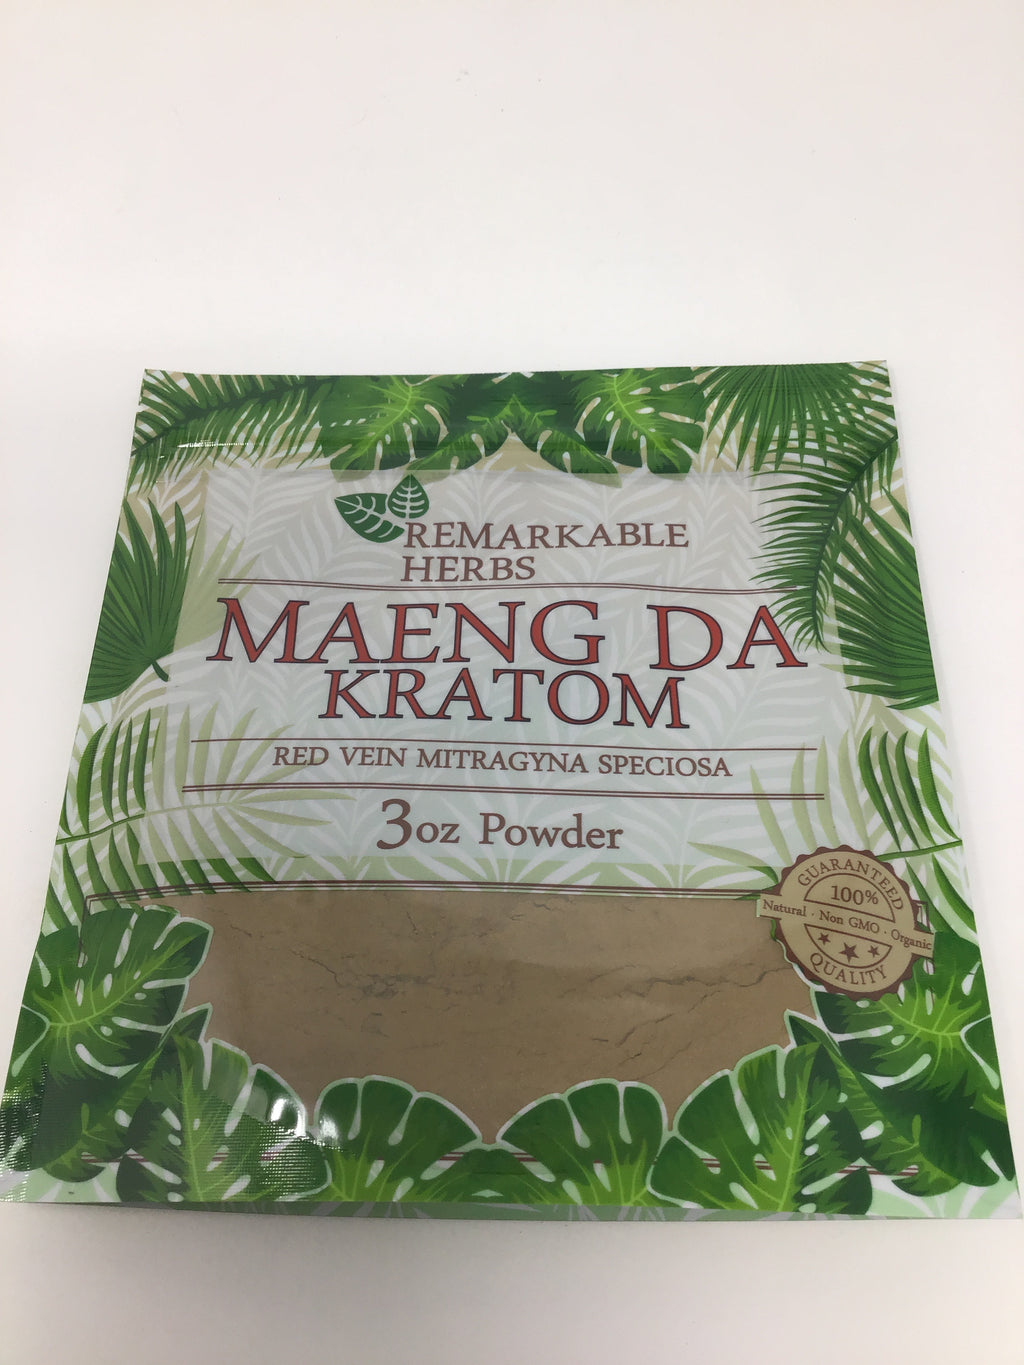 REMARKABLE
HERBS
MAENG DA
KRATOM
RED VEIN MITRAGYNA SPECIOSA
3oz Powder
GUARANTEED
100%
Natural · Non GMO · Organic
QUALITY